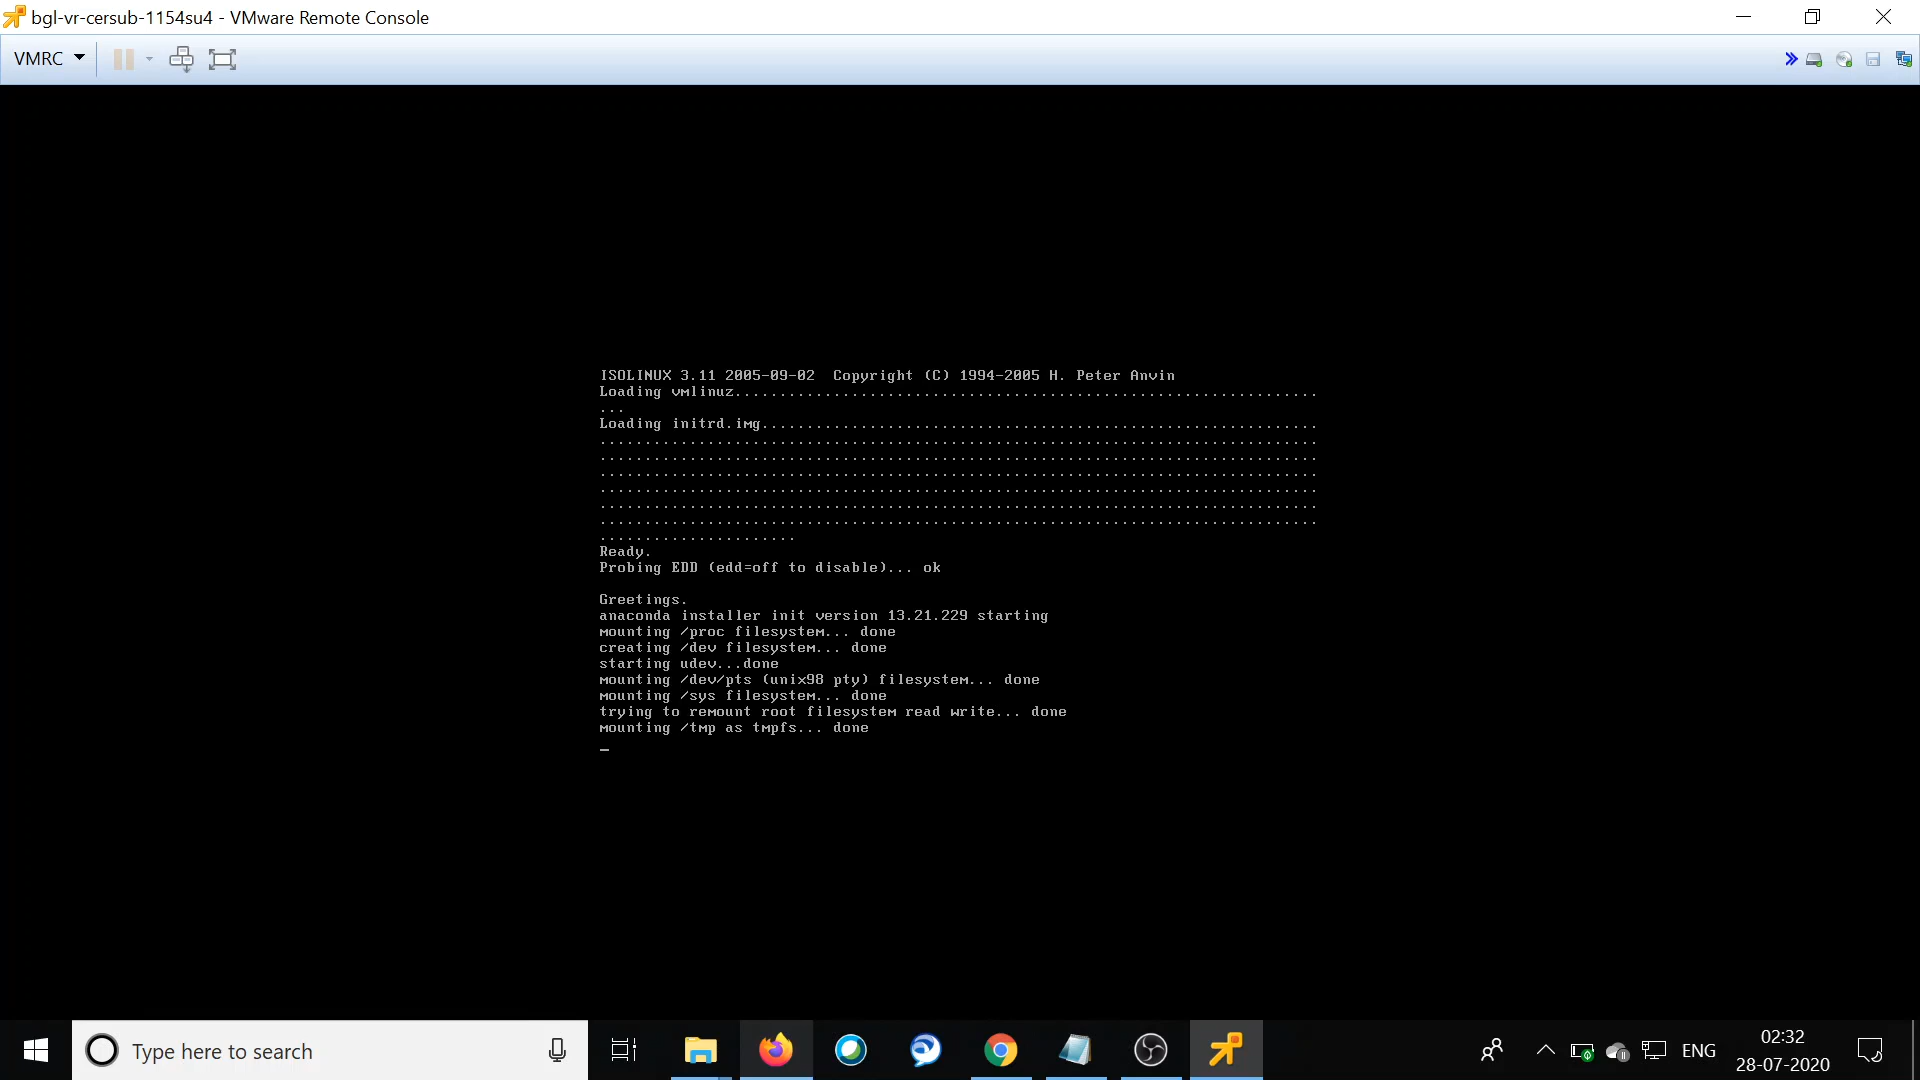 bgl-vr-cersub-1154su4 - VMware Remote Console
VMRC
ISOLINUX 3.11 2005-09-02  Copyright (C) 1994-2005 H. Peter Anvin
Loading vmlinuz.................................................................
...
Loading initrd.img..............................................................
................................................................................
................................................................................
................................................................................
................................................................................
................................................................................
................................................................................
......................
Ready.
Probing EDD (edd=off to disable)... ok
Greetings.
anaconda installer init version 13.21.229 starting
mounting /proc filesystem... done
creating /dev filesystem... done
starting udev...done
mounting /dev/pts (unix98 pty) filesystem... done
mounting /sys filesystem... done
trying to remount root filesystem read write... done
mounting /tmp as tmpfs... done
_
Type here to search
ENG
02:32
28-07-2020